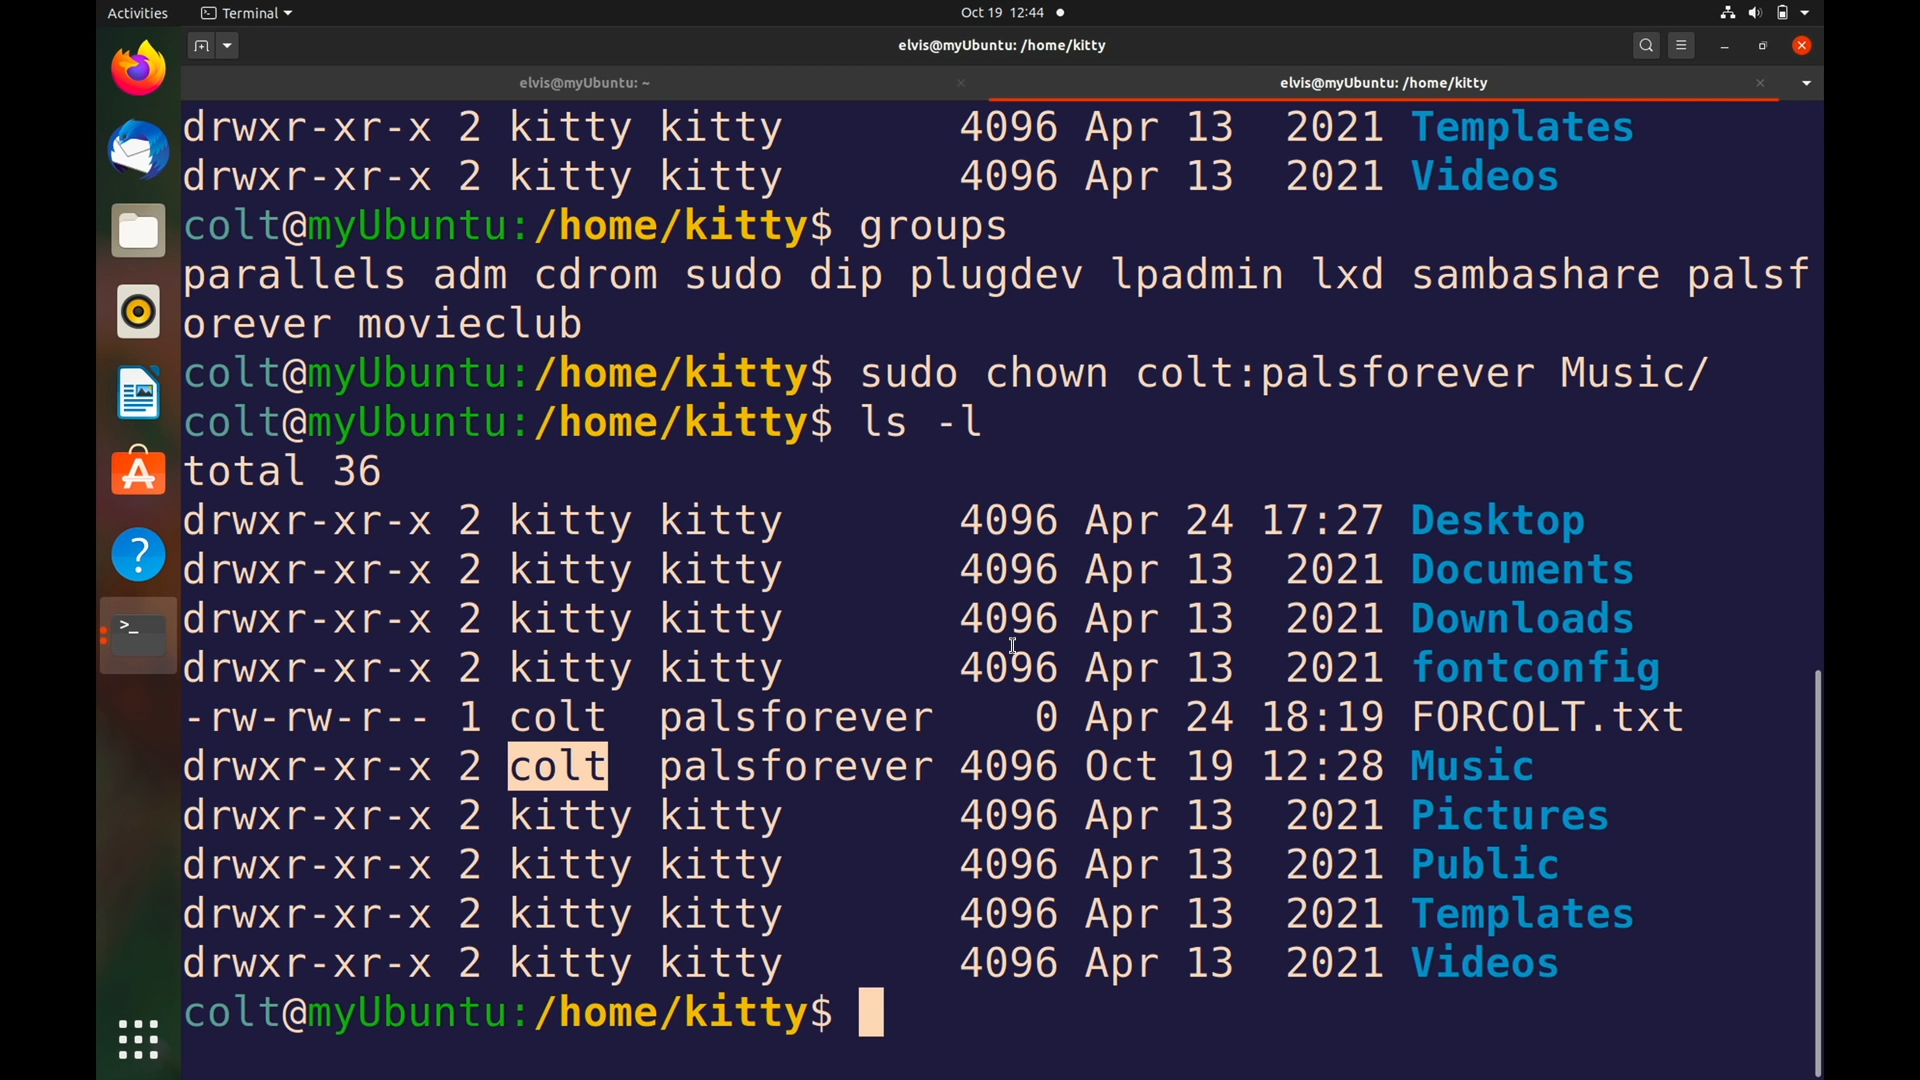 Activities Terminal Oct 19 12:44
elvis@myUbuntu: /home/kitty
elvis@myUbuntu: ~ elvis@myUbuntu: /home/kitty
drwxr-xr-x 2 kitty kitty 4096 Apr 13 2021 Templates
drwxr-xr-x 2 kitty kitty 4096 Apr 13 2021 Videos
colt@myUbuntu:/home/kitty$ groups
parallels adm cdrom sudo dip plugdev lpadmin lxd sambashare palsf
orever movieclub
colt@myUbuntu:/home/kitty$ sudo chown colt:palsforever Music/
colt@myUbuntu:/home/kitty$ ls -l
total 36
drwxr-xr-x 2 kitty kitty 4096 Apr 24 17:27 Desktop
drwxr-xr-x 2 kitty kitty 4096 Apr 13 2021 Documents
drwxr-xr-x 2 kitty kitty 4096 Apr 13 2021 Downloads
drwxr-xr-x 2 kitty kitty 4096 Apr 13 2021 fontconfig
-rw-rw-r-- 1 colt palsforever 0 Apr 24 18:19 FORCOLT.txt
drwxr-xr-x 2 colt palsforever 4096 Oct 19 12:28 Music
drwxr-xr-x 2 kitty kitty 4096 Apr 13 2021 Pictures
drwxr-xr-x 2 kitty kitty 4096 Apr 13 2021 Public
drwxr-xr-x 2 kitty kitty 4096 Apr 13 2021 Templates
drwxr-xr-x 2 kitty kitty 4096 Apr 13 2021 Videos
colt@myUbuntu:/home/kitty$